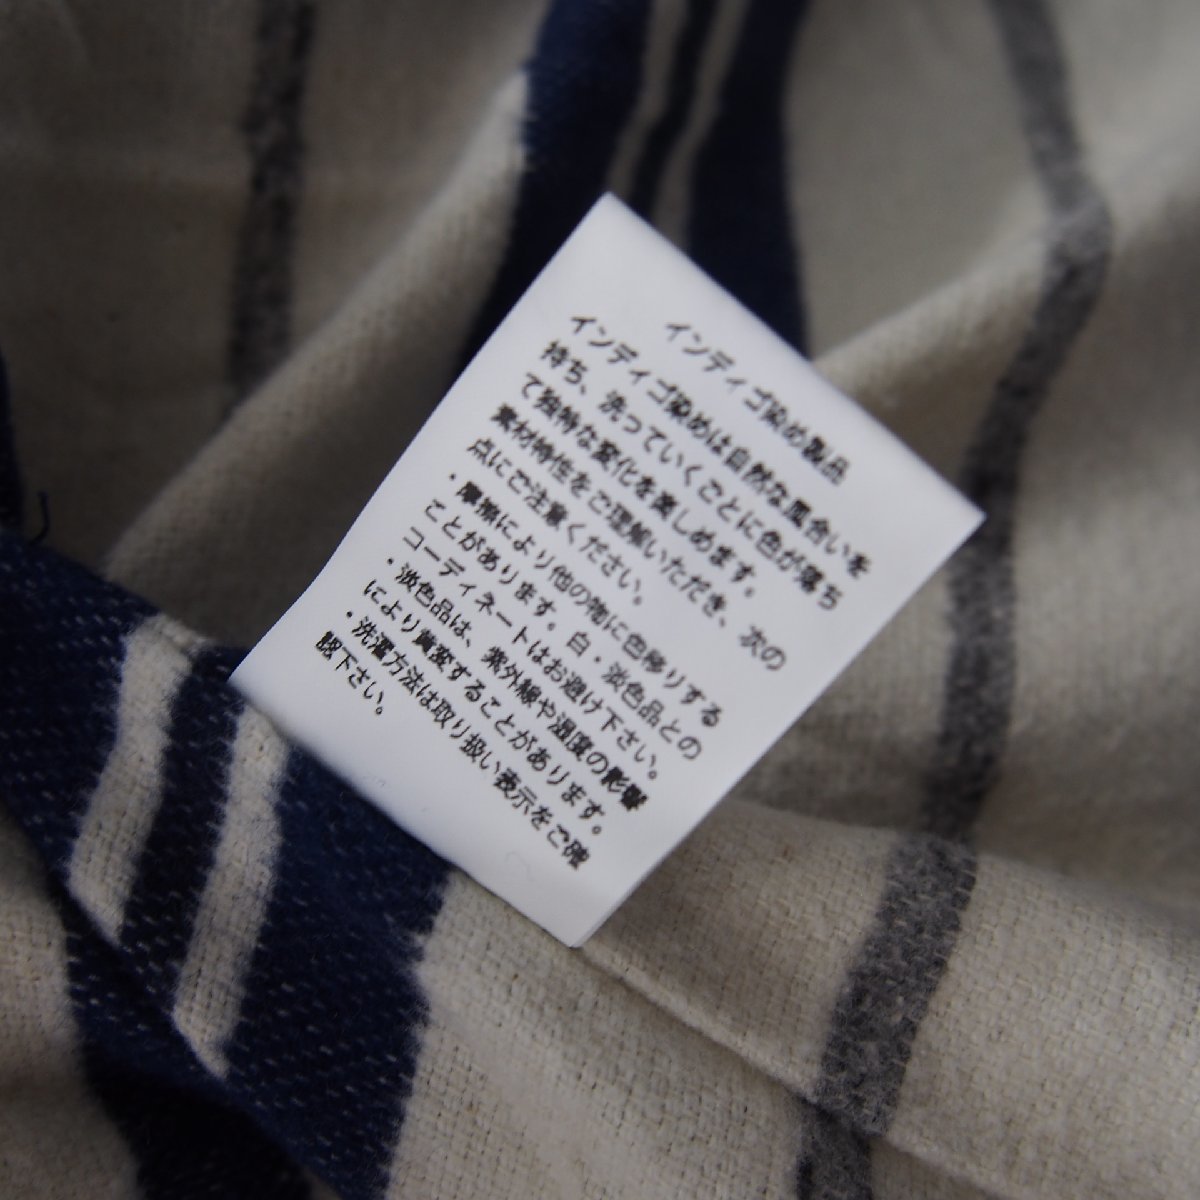 インディゴ染め製品
インディゴ染めは自然な風合いを
持ち、洗っていくごとに色が落ち
て独特な変化を楽しめます。
素材特性をご理解いただき、次の
点にご注意ください。
・摩擦により他の物に色移りする
ことがあります。白・淡色品との
コーディネートはお避け下さい。
・淡色品は、紫外線や湿度の影響
により黄変することがあります。
・洗濯方法は取り扱い表示をご確
認下さい。